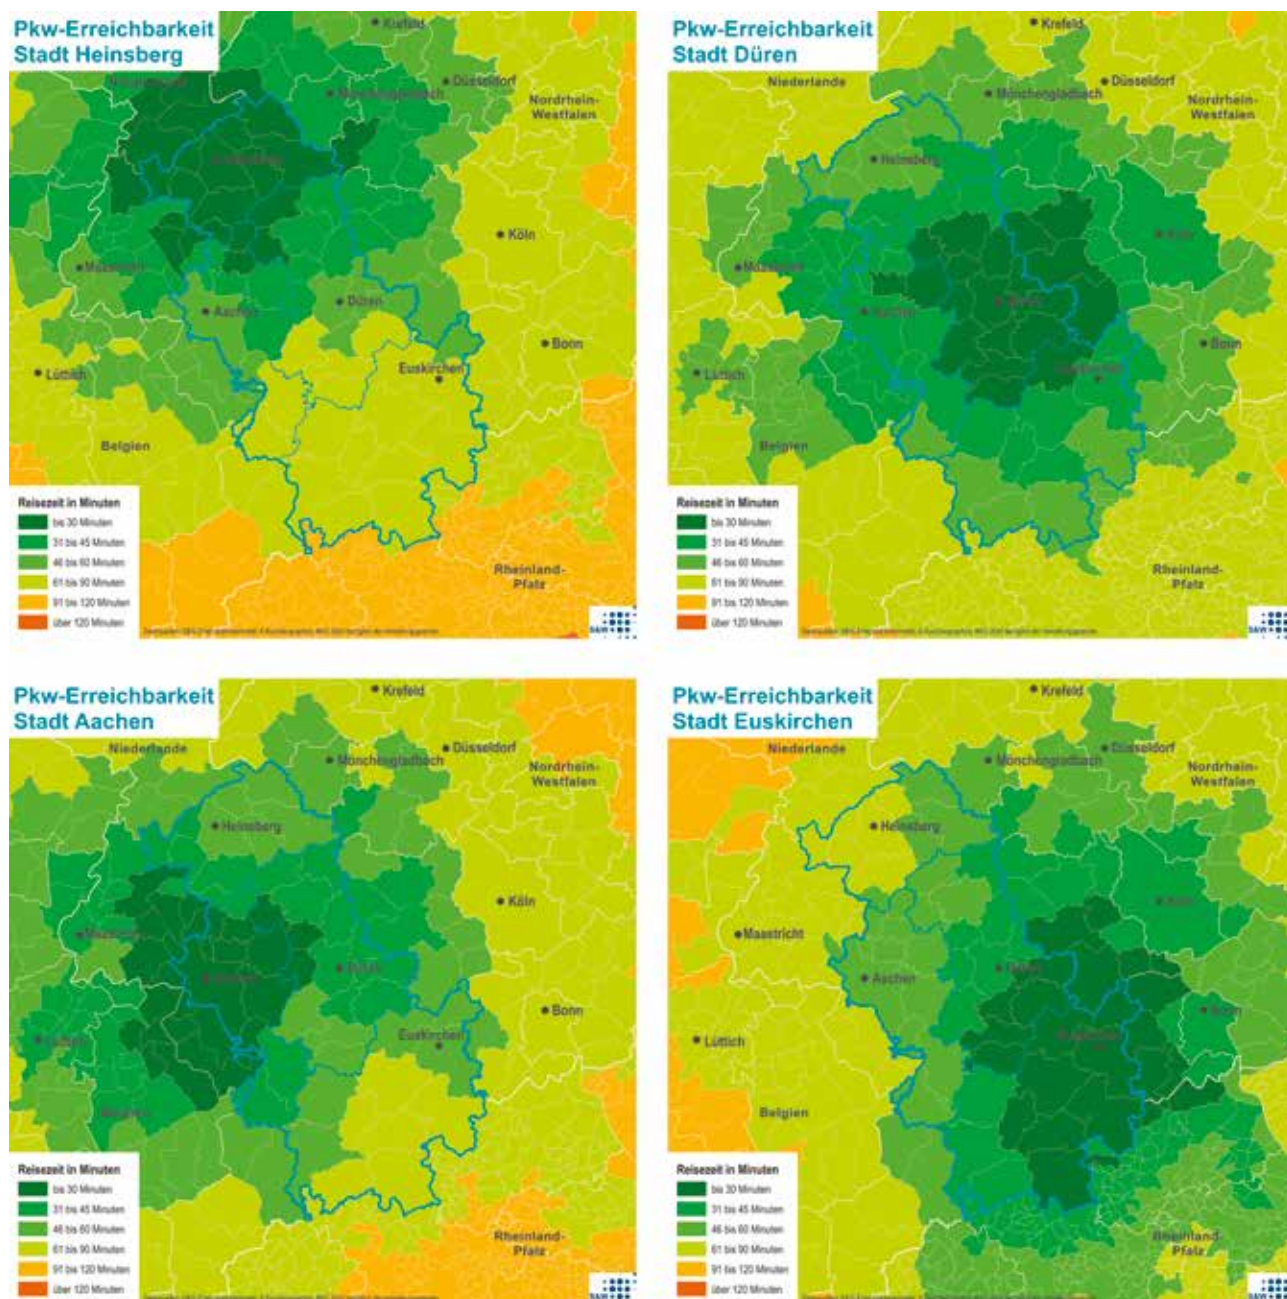 Pkw-Erreichbarkeit
Stadt Heinsberg
Krefeld
Düsseldorf
Mönchengladbach
Nordrhein-
Westfalen
Köln
Düren
Aachen
Bonn
Euskirchen
Lüttich
Belgien
Reisezeit in Minuten
bis 30 Minuten
31 bis 45 Minuten
46 bis 60 Minuten
61 bis 90 Minuten
91 bis 120 Minuten
über 120 Minuten
Rheinland-
Pfalz
S&W
Pkw-Erreichbarkeit
Stadt Düren
Krefeld
Niederlande
Düsseldorf
Mönchengladbach
Nordrhein-
Westfalen
Heinsberg
Köln
Aachen
Bonn
Lüttich
Belgien
Reisezeit in Minuten
bis 30 Minuten
31 bis 45 Minuten
46 bis 60 Minuten
61 bis 90 Minuten
91 bis 120 Minuten
über 120 Minuten
Rheinland-
Pfalz
S&W
Pkw-Erreichbarkeit
Stadt Aachen
Krefeld
Niederlande
Düsseldorf
Mönchengladbach
Nordrhein-
Westfalen
Heinsberg
Köln
Maastricht
Düren
Bonn
Euskirchen
Lüttich
Belgien
Reisezeit in Minuten
bis 30 Minuten
31 bis 45 Minuten
46 bis 60 Minuten
61 bis 90 Minuten
91 bis 120 Minuten
über 120 Minuten
Rheinland-
Pfalz
S&W
Pkw-Erreichbarkeit
Stadt Euskirchen
Krefeld
Niederlande
Düsseldorf
Mönchengladbach
Nordrhein-
Westfalen
Heinsberg
Köln
Maastricht
Düren
Aachen
Bonn
Lüttich
Belgien
Reisezeit in Minuten
bis 30 Minuten
31 bis 45 Minuten
46 bis 60 Minuten
61 bis 90 Minuten
91 bis 120 Minuten
über 120 Minuten
Rheinland-
Pfalz
S&W